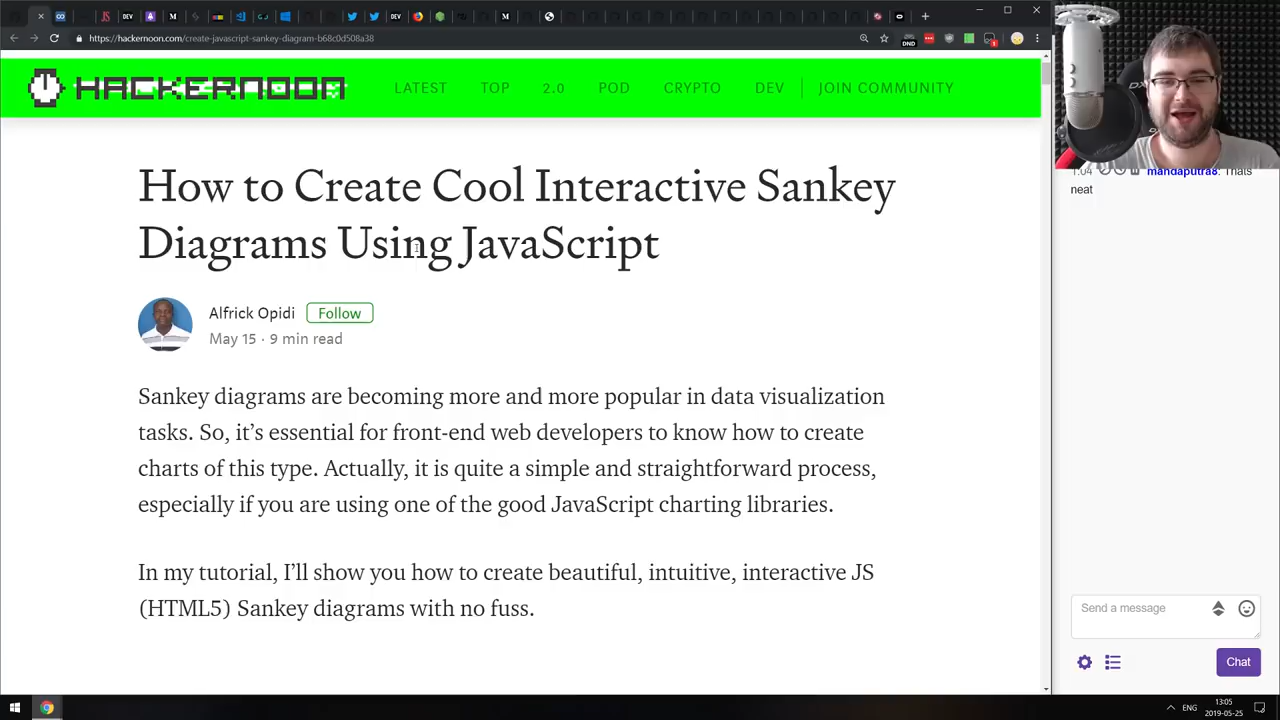 https://hackernoon.com/create-javascript-sankey-diagram-b68c0d508a38
HACKERNOON
LATEST TOP 2.0 POD CRYPTO DEV JOIN COMMUNITY
How to Create Cool Interactive Sankey
Diagrams Using JavaScript
Alfrick Opidi Follow
May 15 · 9 min read
Sankey diagrams are becoming more and more popular in data visualization
tasks. So, it’s essential for front-end web developers to know how to create
charts of this type. Actually, it is quite a simple and straightforward process,
especially if you are using one of the good JavaScript charting libraries.
In my tutorial, I’ll show you how to create beautiful, intuitive, interactive JS
(HTML5) Sankey diagrams with no fuss.
1:04 mandaputra8: Thats
neat
Send a message
Chat
ENG
13:05
2019-05-25